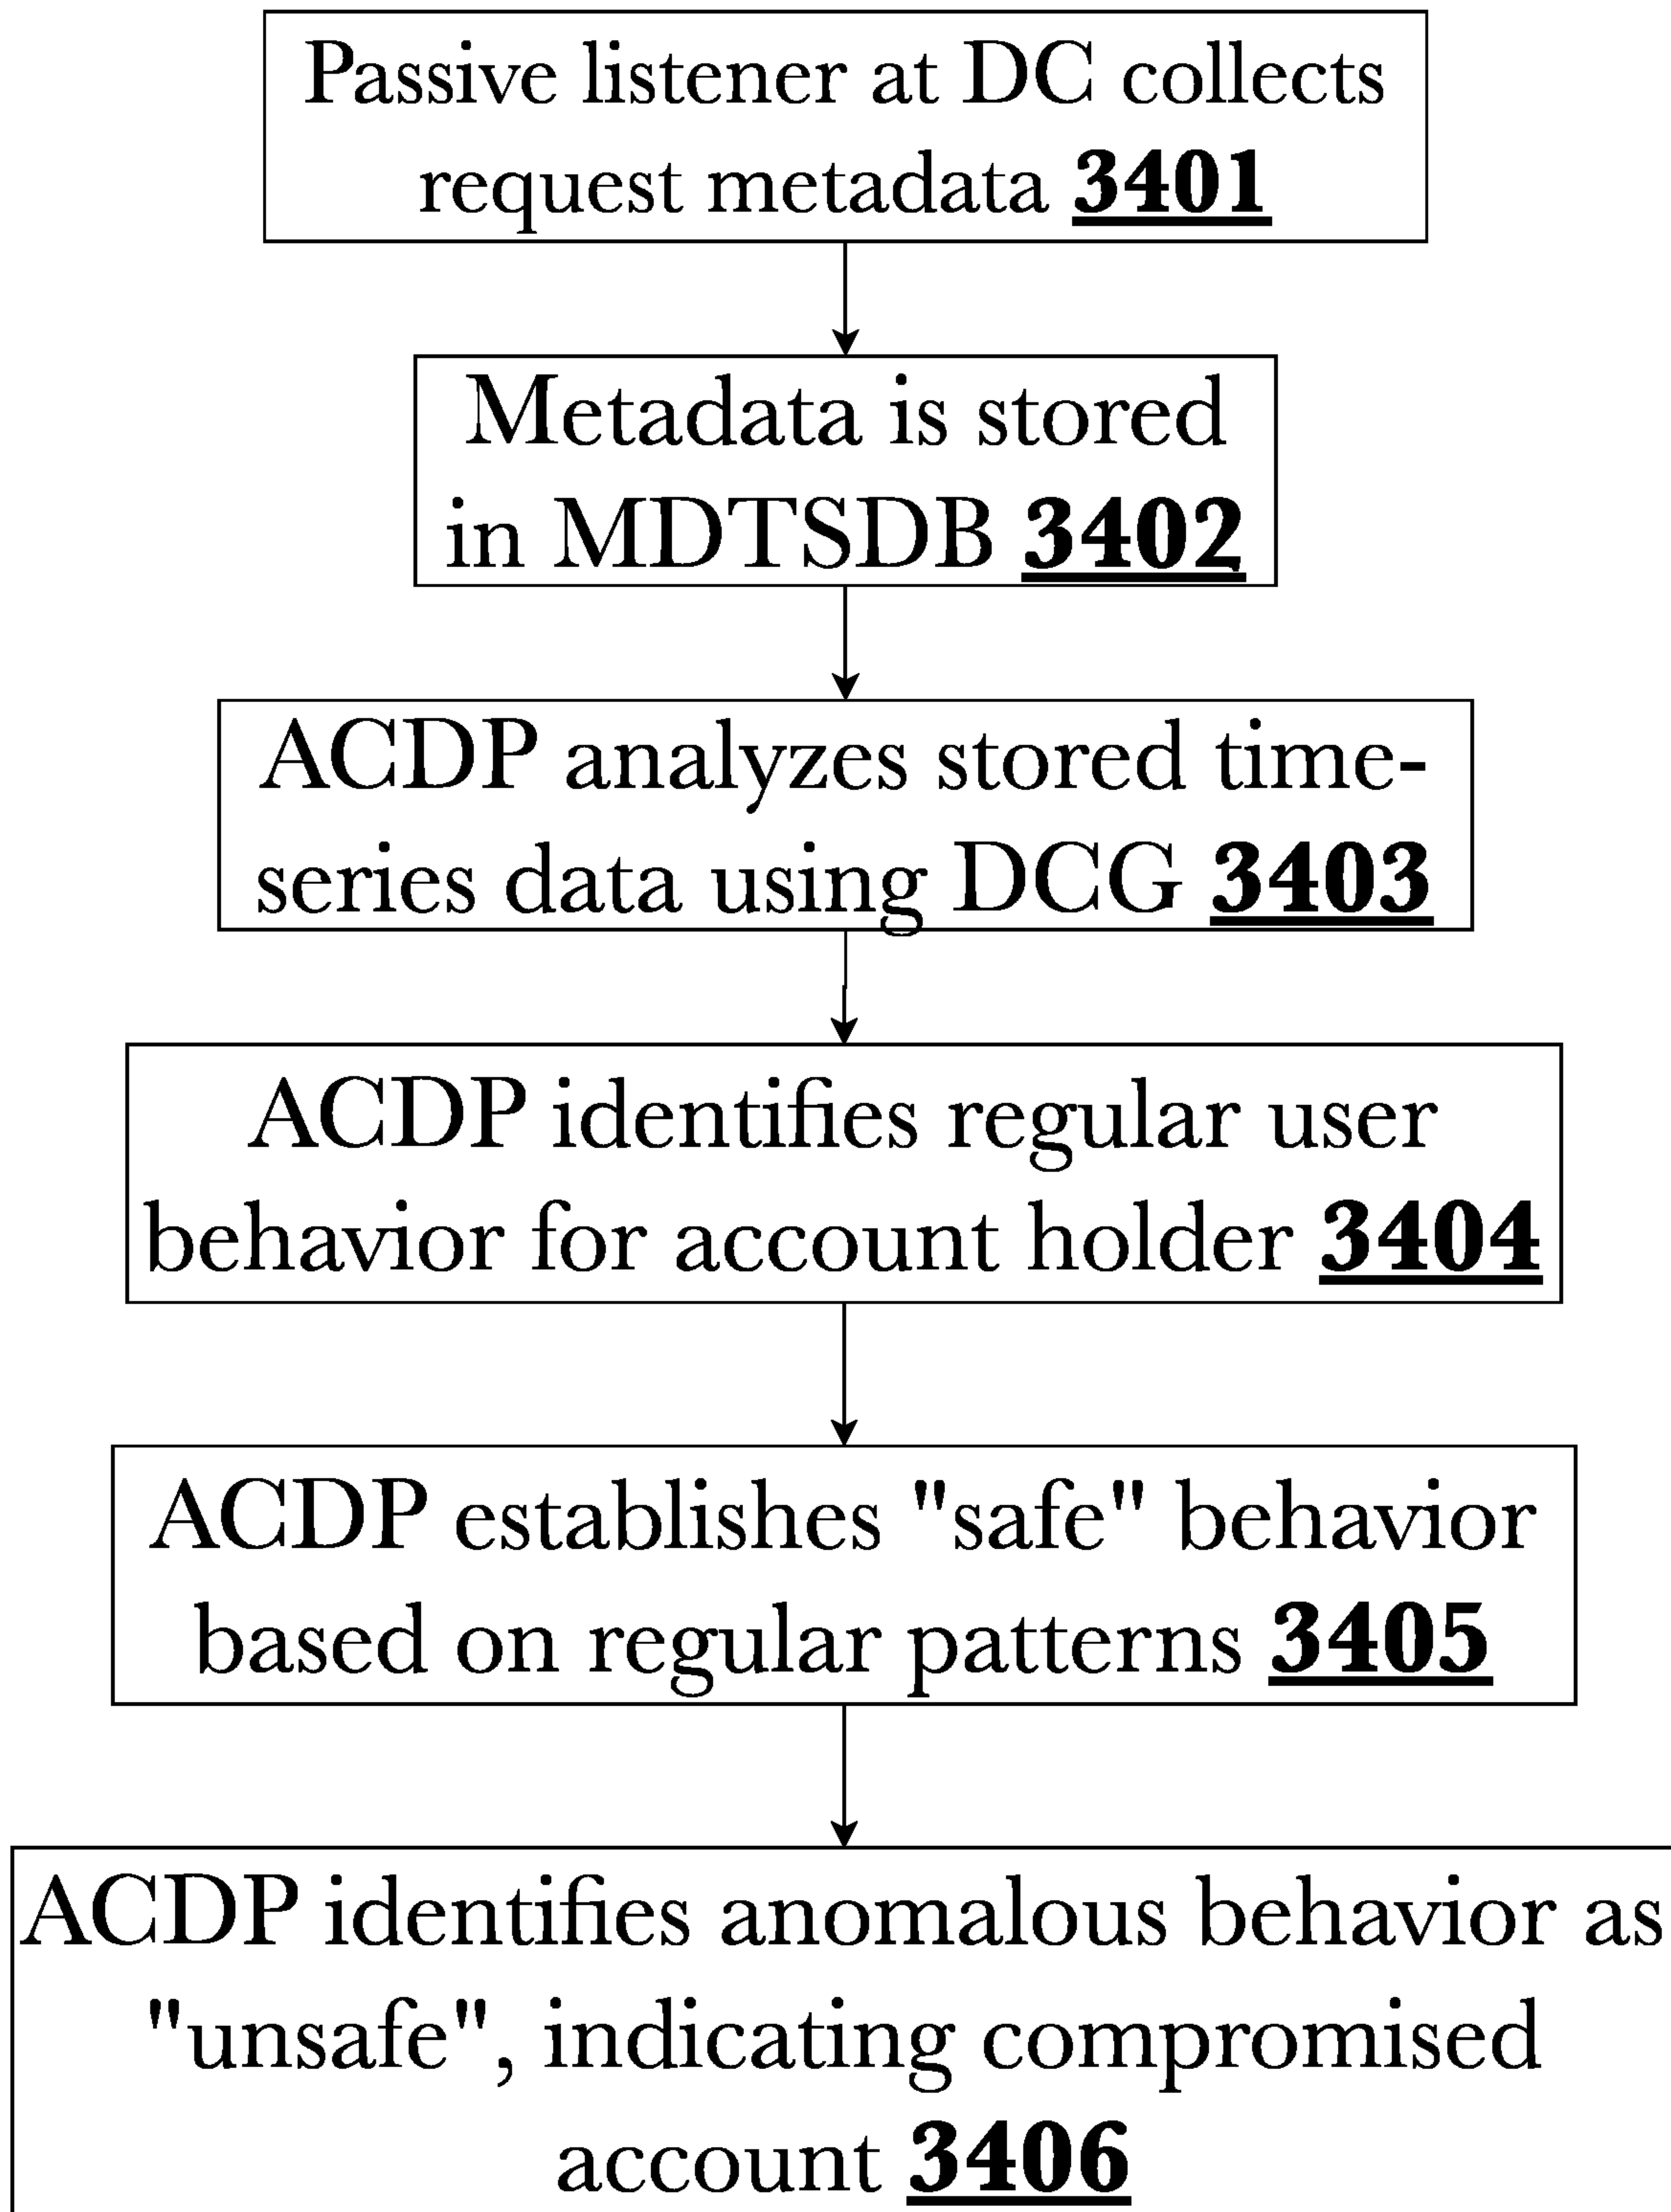 Passive listener at DC collects
request metadata 3401
Metadata is stored
in MDTSDB 3402
ACDP analyzes stored time-
series data using DCG 3403
ACDP identifies regular user
behavior for account holder 3404
ACDP establishes "safe" behavior
based on regular patterns 3405
ACDP identifies anomalous behavior as
"unsafe", indicating compromised
account 3406